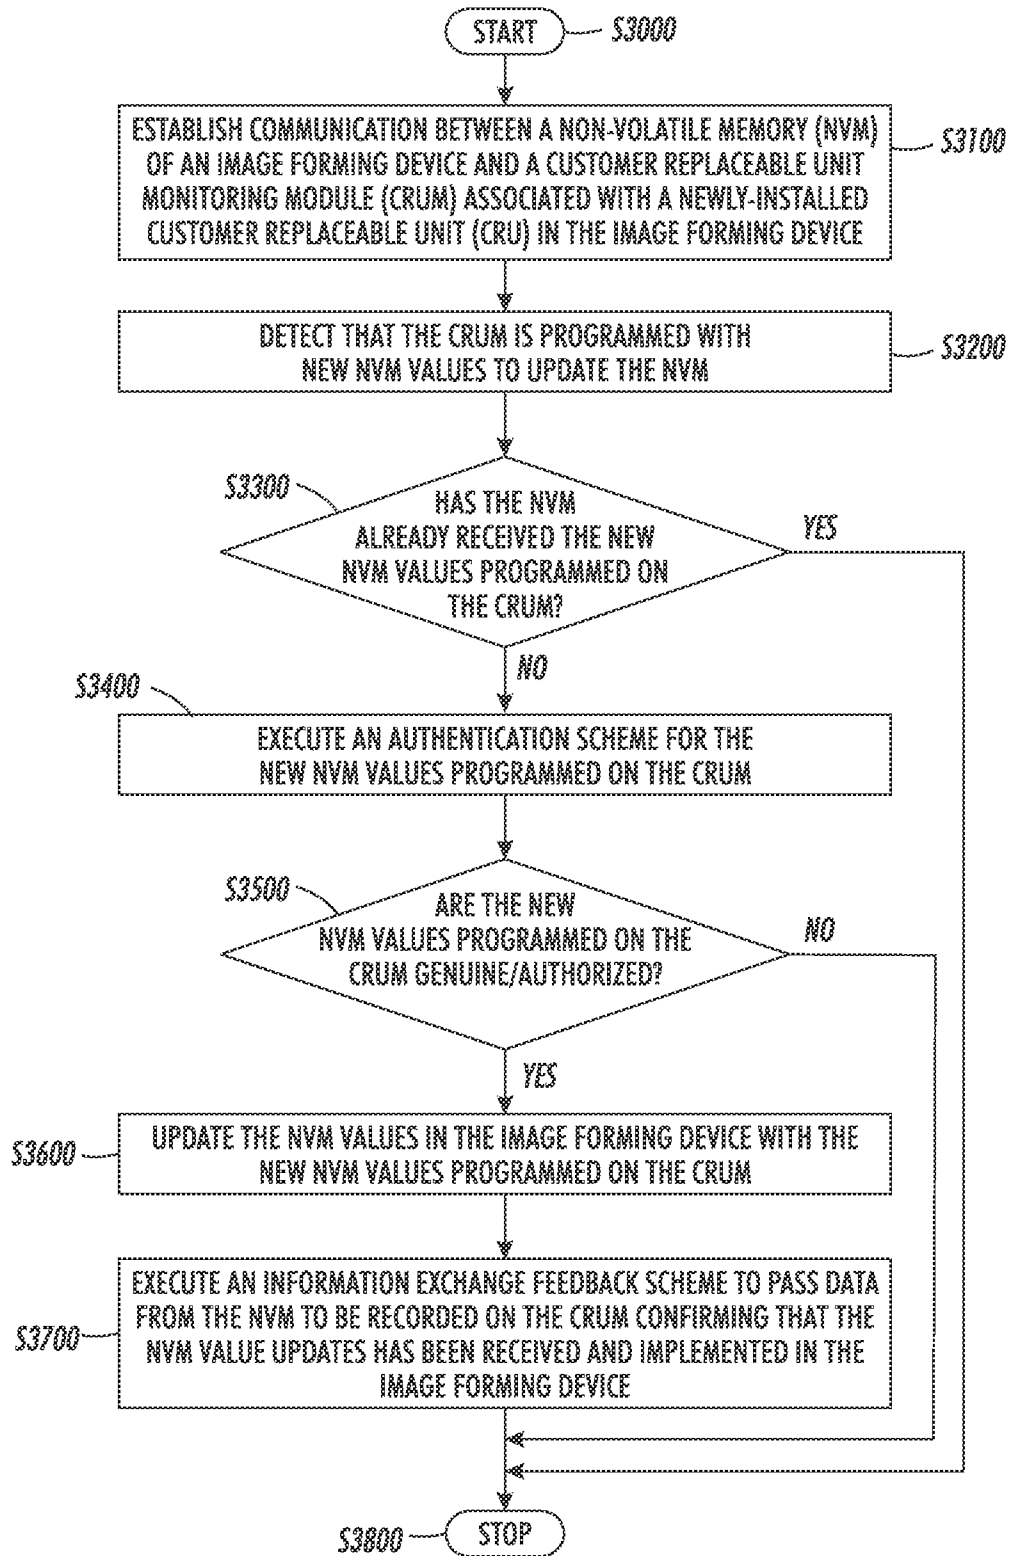 START
S3000
ESTABLISH COMMUNICATION BETWEEN A NON-VOLATILE MEMORY (NVM)
OF AN IMAGE FORMING DEVICE AND A CUSTOMER REPLACEABLE UNIT
MONITORING MODULE (CRUM) ASSOCIATED WITH A NEWLY-INSTALLED
CUSTOMER REPLACEABLE UNIT (CRU) IN THE IMAGE FORMING DEVICE
S3100
DETECT THAT THE CRUM IS PROGRAMMED WITH
NEW NVM VALUES TO UPDATE THE NVM
S3200
S3300
HAS THE NVM
ALREADY RECEIVED THE NEW
NVM VALUES PROGRAMMED ON
THE CRUM?
YES
NO
S3400
EXECUTE AN AUTHENTICATION SCHEME FOR THE
NEW NVM VALUES PROGRAMMED ON THE CRUM
S3500
ARE THE NEW
NVM VALUES PROGRAMMED ON THE
CRUM GENUINE/AUTHORIZED?
NO
YES
S3600
UPDATE THE NVM VALUES IN THE IMAGE FORMING DEVICE WITH THE
NEW NVM VALUES PROGRAMMED ON THE CRUM
S3700
EXECUTE AN INFORMATION EXCHANGE FEEDBACK SCHEME TO PASS DATA
FROM THE NVM TO BE RECORDED ON THE CRUM CONFIRMING THAT THE
NVM VALUE UPDATES HAS BEEN RECEIVED AND IMPLEMENTED IN THE
IMAGE FORMING DEVICE
S3800
STOP